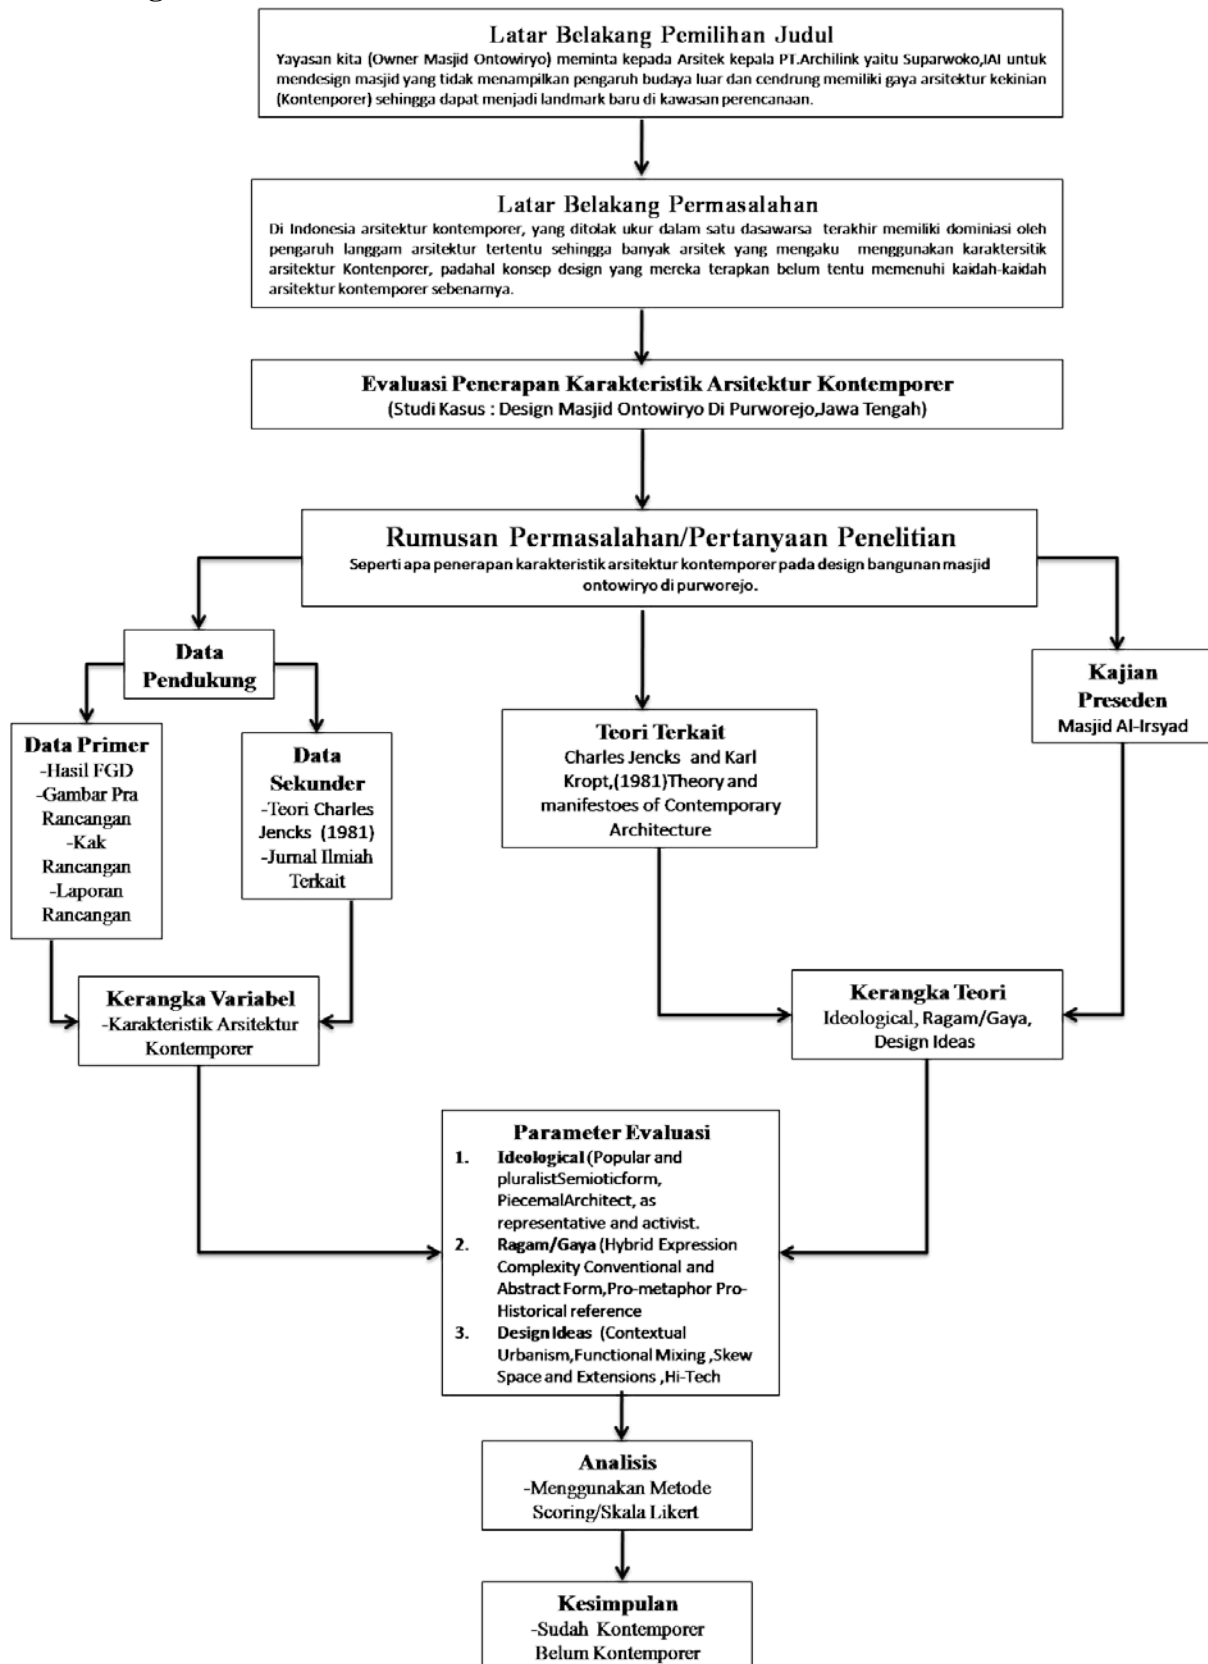 Latar Belakang Pemilihan Judul
Yayasan kita (Owner Masjid Ontowiryo) meminta kepada Arsitek kepala PT.Archilink yaitu Suparwoko,IAI untuk
mendesign masjid yang tidak menampilkan pengaruh budaya luar dan cendrung memiliki gaya arsitektur kekinian
(Kontenporer) sehingga dapat menjadi landmark baru di kawasan perencanaan.
Latar Belakang Permasalahan
Di Indonesia arsitektur kontemporer, yang ditolak ukur dalam satu dasawarsa terakhir memiliki dominiasi oleh
pengaruh langgam arsitektur tertentu sehingga banyak arsitek yang mengaku menggunakan karaktersitik
arsitektur Kontenporer, padahal konsep design yang mereka terapkan belum tentu memenuhi kaidah-kaidah
arsitektur kontemporer sebenarnya.
Evaluasi Penerapan Karakteristik Arsitektur Kontemporer
(Studi Kasus : Design Masjid Ontowiryo Di Purworejo,Jawa Tengah)
Rumusan Permasalahan/Pertanyaan Penelitian
Seperti apa penerapan karakteristik arsitektur kontemporer pada design bangunan masjid
ontowiryo di purworejo.
Data
Pendukung
Data Primer
-Hasil FGD
-Gambar Pra
Rancangan
-Kak
Rancangan
-Laporan
Rancangan
Data
Sekunder
-Teori Charles
Jencks (1981)
-Jurnal Ilmiah
Terkait
Teori Terkait
Charles Jencks and Karl
Kropt,(1981)Theory and
manifestoes of Contemporary
Architecture
Kajian
Preseden
Masjid Al-Irsyad
Kerangka Variabel
-Karakteristik Arsitektur
Kontemporer
Kerangka Teori
Ideological, Ragam/Gaya,
Design Ideas
Parameter Evaluasi
1. Ideological (Popular and
pluralistSemioticform,
PiecemalArchitect, as
representative and activist.
2. Ragam/Gaya (Hybrid Expression
Complexity Conventional and
Abstract Form,Pro-metaphor Pro-
Historical reference
3. Design Ideas (Contextual
Urbanism,Functional Mixing ,Skew
Space and Extensions ,Hi-Tech
Analisis
-Menggunakan Metode
Scoring/Skala Likert
Kesimpulan
-Sudah Kontemporer
Belum Kontemporer